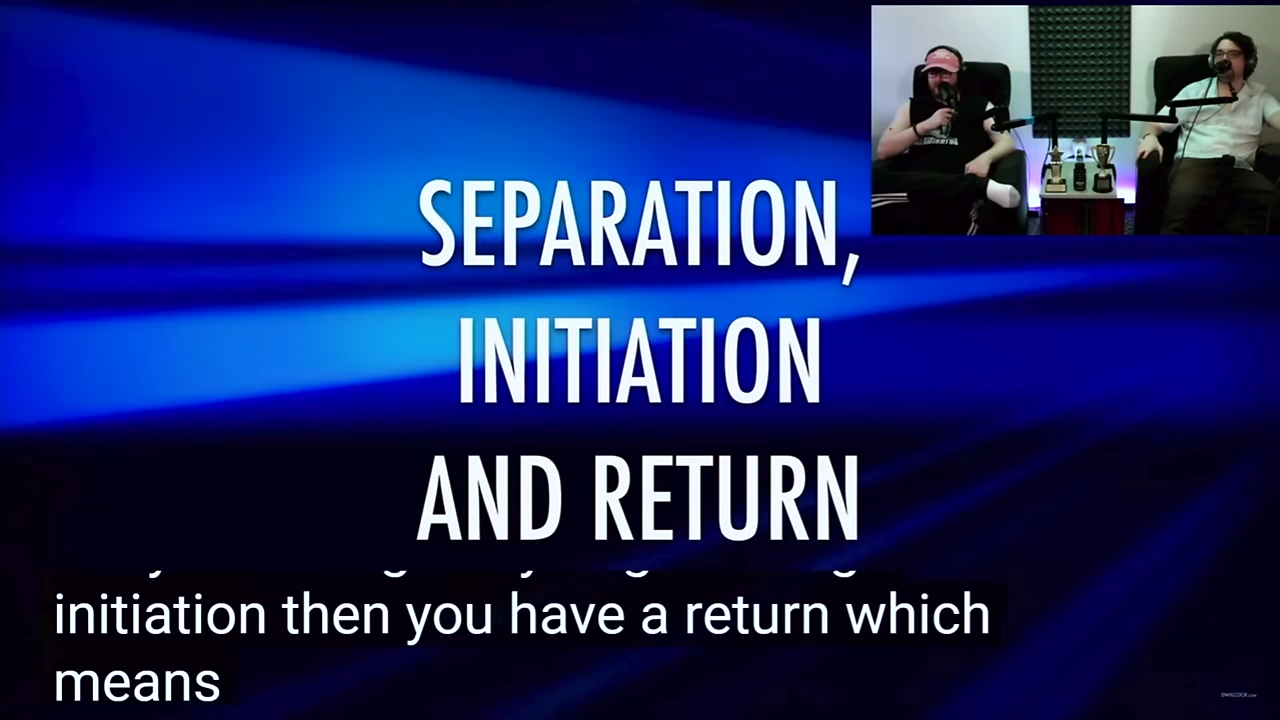 SEPARATION,
INITIATION
AND RETURN
initiation then you have a return which
means